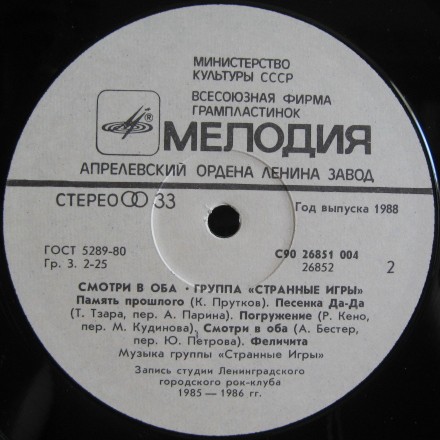 МИНИСТЕРСТВО
КУЛЬТУРЫ СССР
ВСЕСОЮЗНАЯ ФИРМА
ГРАМПЛАСТИНОК
®
МЕЛОДИЯ
АПРЕЛЕВСКИЙ ОРДЕНА ЛЕНИНА ЗАВОД
СТЕРЕО 33
Год выпуска 1988
ГОСТ 5289-80
Гр. 3. 2-25
С90 26851 004
26852
2
СМОТРИ В ОБА • ГРУППА «СТРАННЫЕ ИГРЫ»
Память прошлого (К. Прутков). Песенка Да-Да
(Т. Тзара, пер. А. Парина). Погружение (Р. Кено,
пер. М. Кудинова). Смотри в оба (А. Бестер,
пер. Ю. Петрова). Феличита
Музыка группы «Странные Игры»
Запись студии Ленинградского
городского рок-клуба
1985 — 1986 гг.